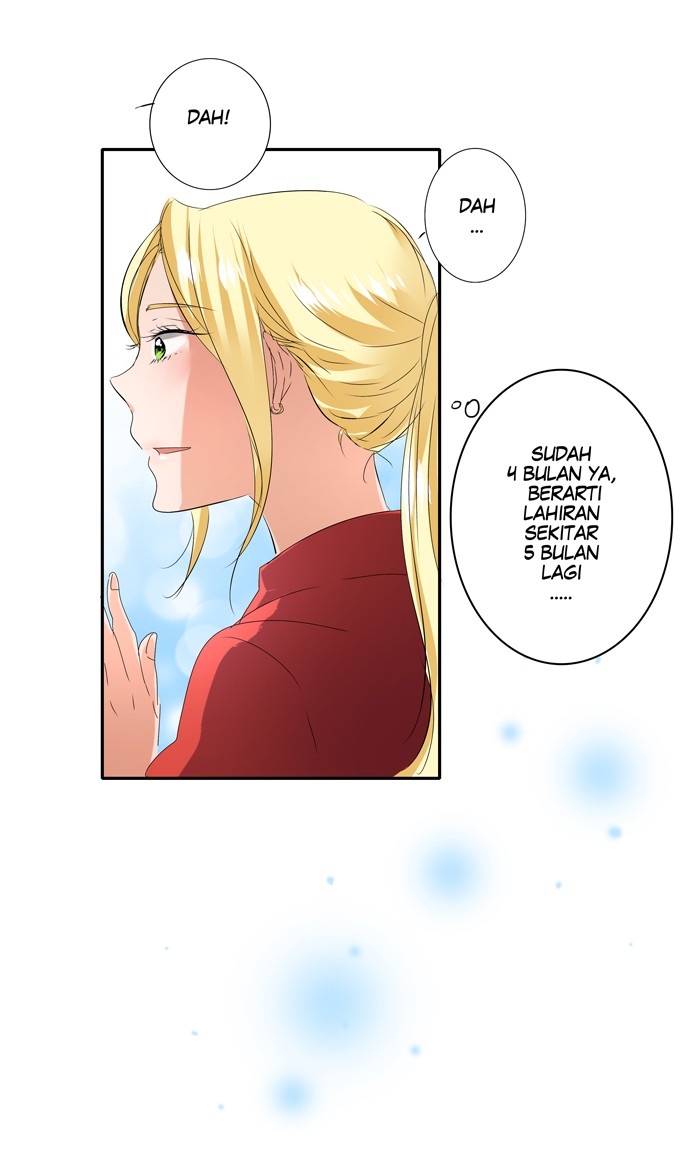 DAH!
DAH
...
SUDAH
4 BULAN YA,
BERARTI
LAHIRAN
SEKITAR
5 BULAN
LAGI
.....